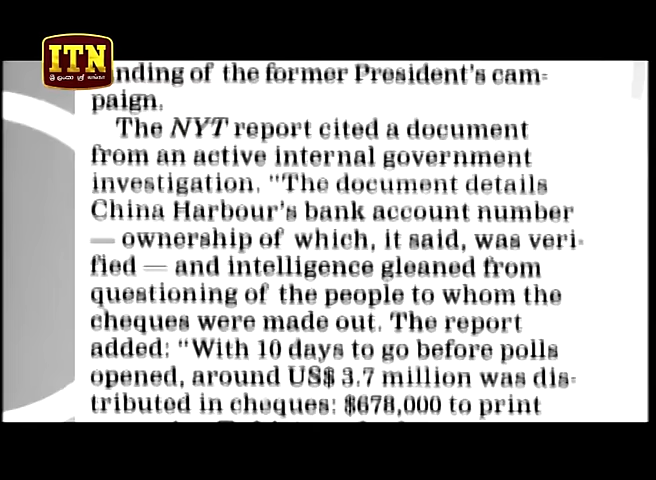 ITN
ශ්‍රී ලංකා
nding of the former President's cam-
paign.
The NYT report cited a document
from an active internal government
investigation. "The document details
China Harbour's bank account number
— ownership of which, it said, was veri-
fied — and intelligence gleaned from
questioning of the people to whom the
cheques were made out. The report
added: "With 10 days to go before polls
opened, around US$ 3.7 million was dis-
tributed in cheques: $678,000 to print